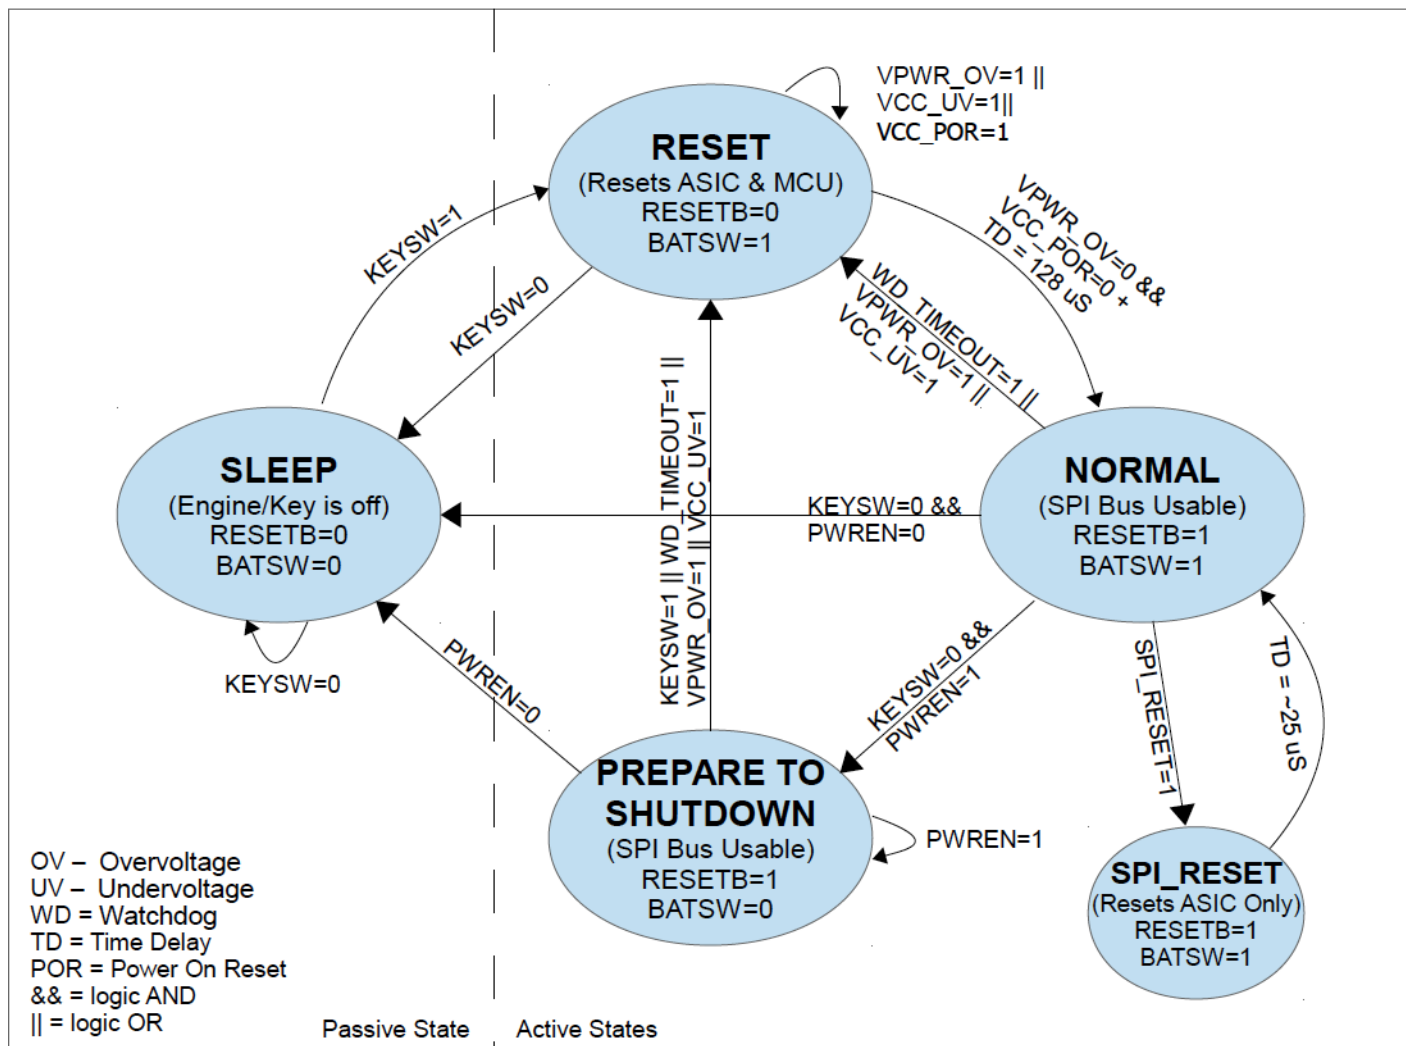 VPWR_OV=1 ||
VCC_UV=1||
VCC_POR=1
RESET
(Resets ASIC & MCU)
RESETB=0
BATSW=1
KEYSW=1
KEYSW=0
VPWR_OV=0 &&
VCC_POR=0 +
TD = 128 uS
WD_TIMEOUT=1 ||
VPWR_OV=1 ||
VCC_UV=1
KEYSW=1 || WD_TIMEOUT=1 ||
VPWR_OV=1 || VCC_UV=1
SLEEP
(Engine/Key is off)
RESETB=0
BATSW=0
KEYSW=0
KEYSW=0 &&
PWREN=0
NORMAL
(SPI Bus Usable)
RESETB=1
BATSW=1
PWREN=0
KEYSW=0 &&
PWREN=1
SPI_RESET=1
TD = ~25 uS
PREPARE TO
SHUTDOWN
(SPI Bus Usable)
RESETB=1
BATSW=0
PWREN=1
SPI_RESET
(Resets ASIC Only)
RESETB=1
BATSW=1
OV – Overvoltage
UV – Undervoltage
WD = Watchdog
TD = Time Delay
POR = Power On Reset
&& = logic AND
|| = logic OR
Passive State
Active States